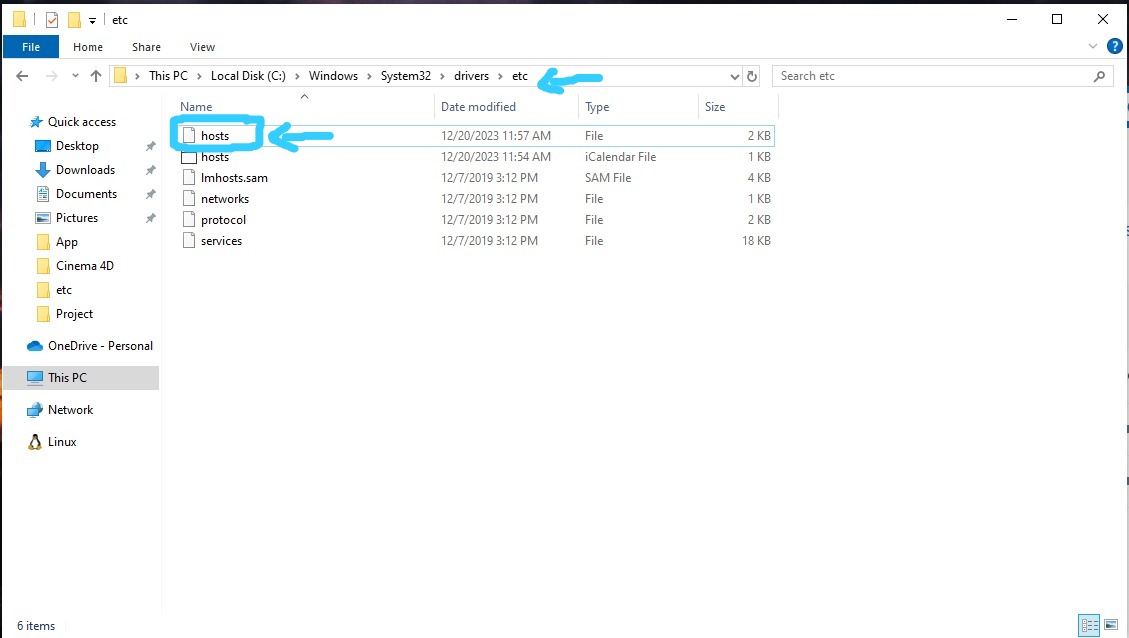 etc
File Home Share View
This PC Local Disk (C:) Windows System32 drivers etc Search etc
Name Date modified Type Size
Quick access
Desktop
Downloads
Documents
Pictures
App
Cinema 4D
etc
Project
OneDrive - Personal
This PC
Network
Linux
hosts 12/20/2023 11:57 AM File 2 KB
hosts 12/20/2023 11:54 AM iCalendar File 1 KB
lmhosts.sam 12/7/2019 3:12 PM SAM File 4 KB
networks 12/7/2019 3:12 PM File 1 KB
protocol 12/7/2019 3:12 PM File 2 KB
services 12/7/2019 3:12 PM File 18 KB
6 items